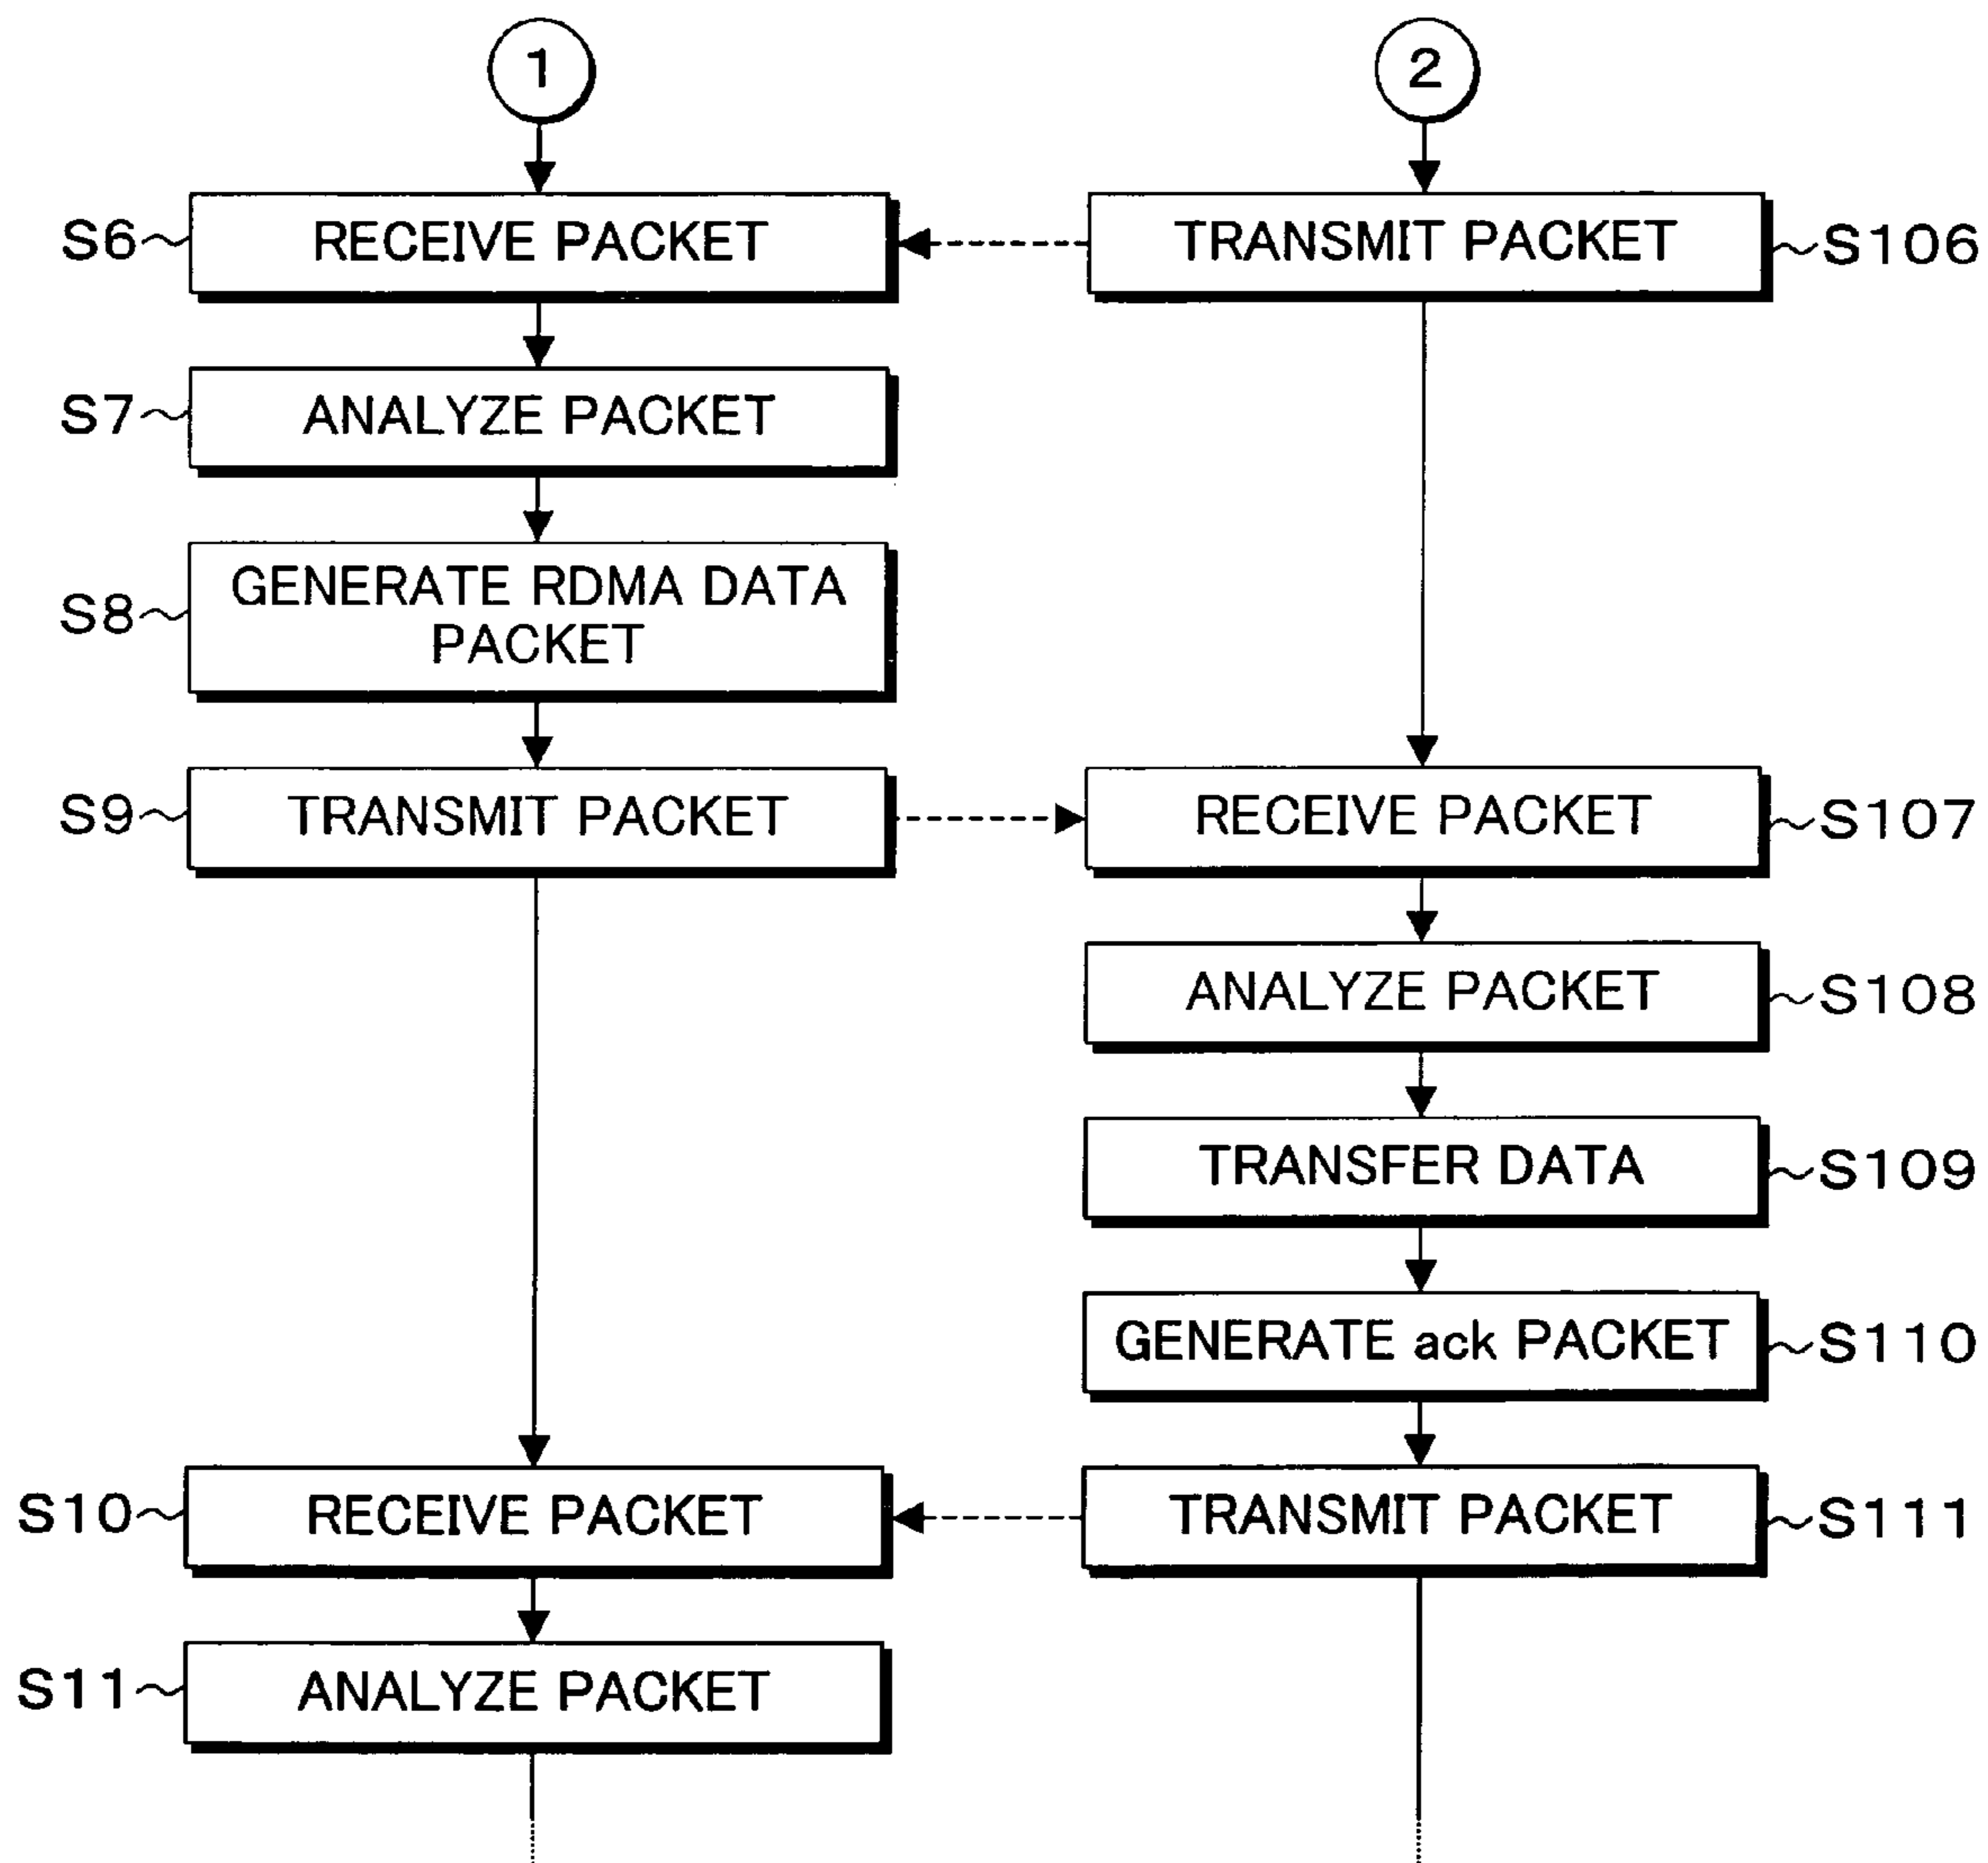 1
2
S6
RECEIVE PACKET
TRANSMIT PACKET
S106
S7
ANALYZE PACKET
S8
GENERATE RDMA DATA
PACKET
S9
TRANSMIT PACKET
RECEIVE PACKET
S107
ANALYZE PACKET
S108
TRANSFER DATA
S109
GENERATE ack PACKET
S110
S10
RECEIVE PACKET
TRANSMIT PACKET
S111
S11
ANALYZE PACKET